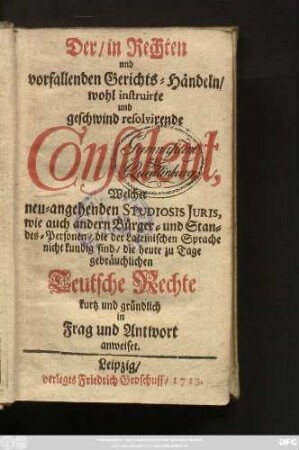 Der/ in Rechten
und
vorfallenden Gerichts-Händeln/
wohl instruirte
und
geschwind resolvirende
Consulent,
Welcher
neu-angehenden STUDIOSIS JURIS,
wie auch andern Bürger- und Stan-
des-Personen/ die der Lateinischen Sprache
nicht kundig sind/ die heute zu Tage
gebräuchlichen
Teutsche Rechte
kurtz und gründlich
in
Frag und Antwort
anweiset.
Leipzig/
verlegts Friedrich Groschuff/ 1713.
DFG